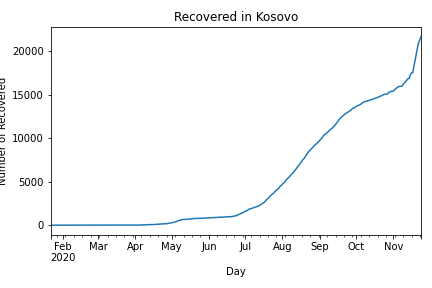 Recovered in Kosovo
Number of Recovered
20000
15000
10000
5000
0
Feb Mar Apr May Jun Jul Aug Sep Oct Nov
2020
Day